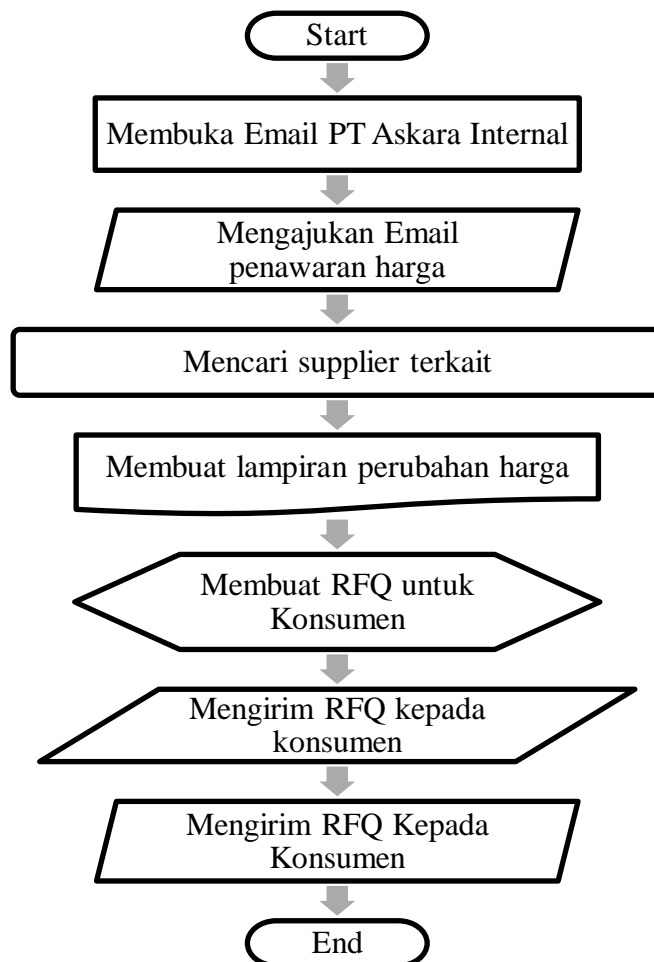 Start
Membuka Email PT Askara Internal
Mengajukan Email
penawaran harga
Mencari supplier terkait
Membuat lampiran perubahan harga
Membuat RFQ untuk
Konsumen
Mengirim RFQ kepada
konsumen
Mengirim RFQ Kepada
Konsumen
End